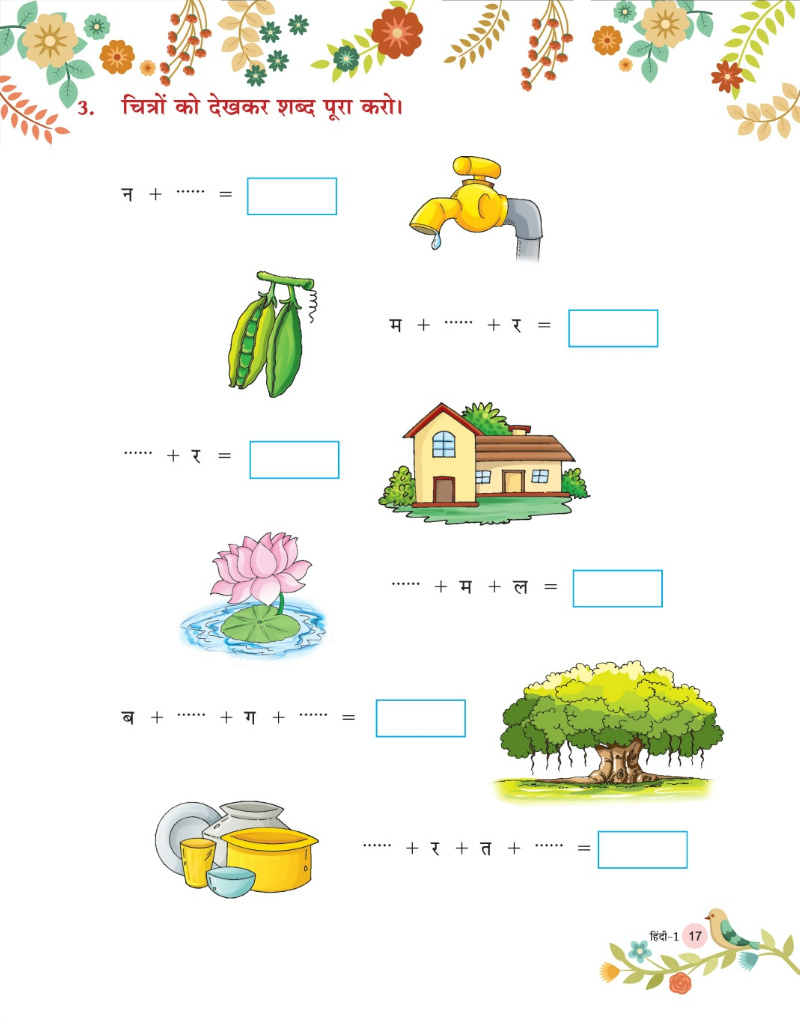 3. चित्रों को देखकर शब्द पूरा करो।
न + ...... =
म + ...... + र =
...... + र =
...... + म + ल =
ब + ...... + ग + ...... =
...... + र + त + ...... =
हिंदी-1 17